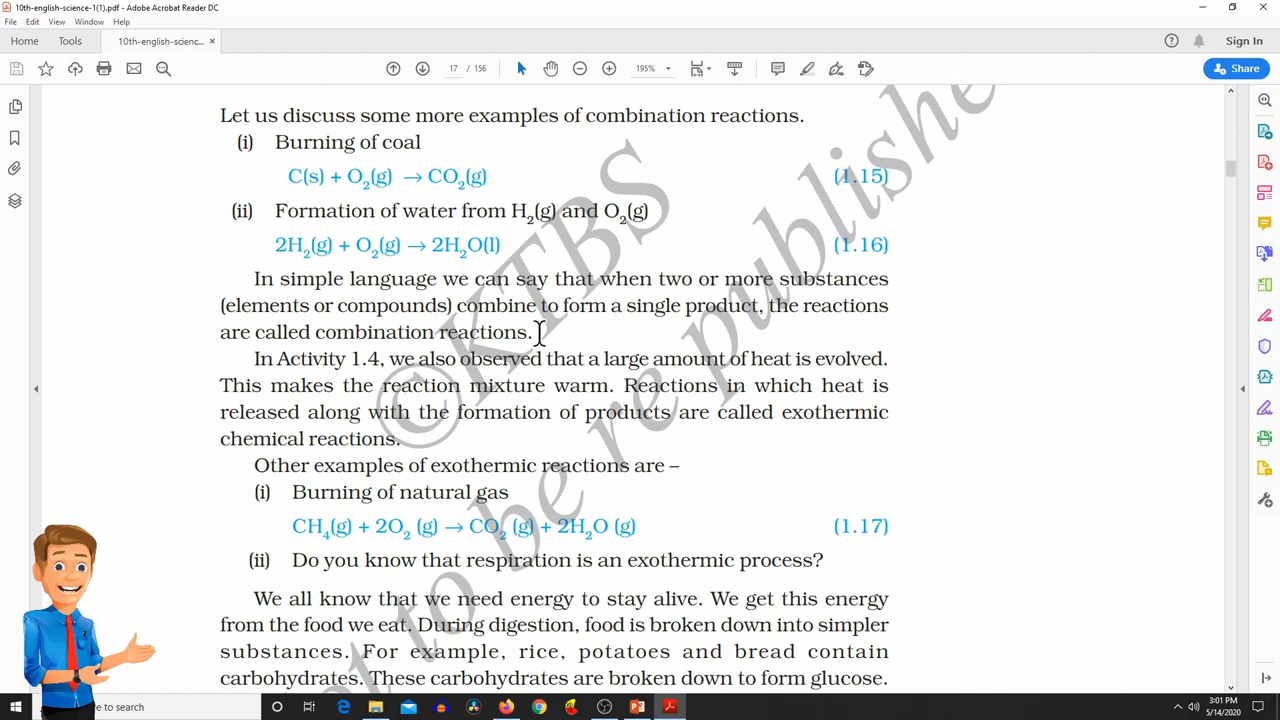 10th-english-science-1(1).pdf - Adobe Acrobat Reader DC
File Edit View Window Help
Home Tools 10th-english-scienc... × Sign In
17 / 156 195% Share
Let us discuss some more examples of combination reactions.
(i) Burning of coal
C(s) + O₂(g) → CO₂(g) (1.15)
(ii) Formation of water from H₂(g) and O₂(g)
2H₂(g) + O₂(g) → 2H₂O(l) (1.16)
In simple language we can say that when two or more substances
(elements or compounds) combine to form a single product, the reactions
are called combination reactions.
In Activity 1.4, we also observed that a large amount of heat is evolved.
This makes the reaction mixture warm. Reactions in which heat is
released along with the formation of products are called exothermic
chemical reactions.
Other examples of exothermic reactions are –
(i) Burning of natural gas
CH₄(g) + 2O₂ (g) → CO₂ (g) + 2H₂O (g) (1.17)
(ii) Do you know that respiration is an exothermic process?
We all know that we need energy to stay alive. We get this energy
from the food we eat. During digestion, food is broken down into simpler
substances. For example, rice, potatoes and bread contain
carbohydrates. These carbohydrates are broken down to form glucose.
©KTBS
not to be re publishe
here to search
3:01 PM
5/14/2020